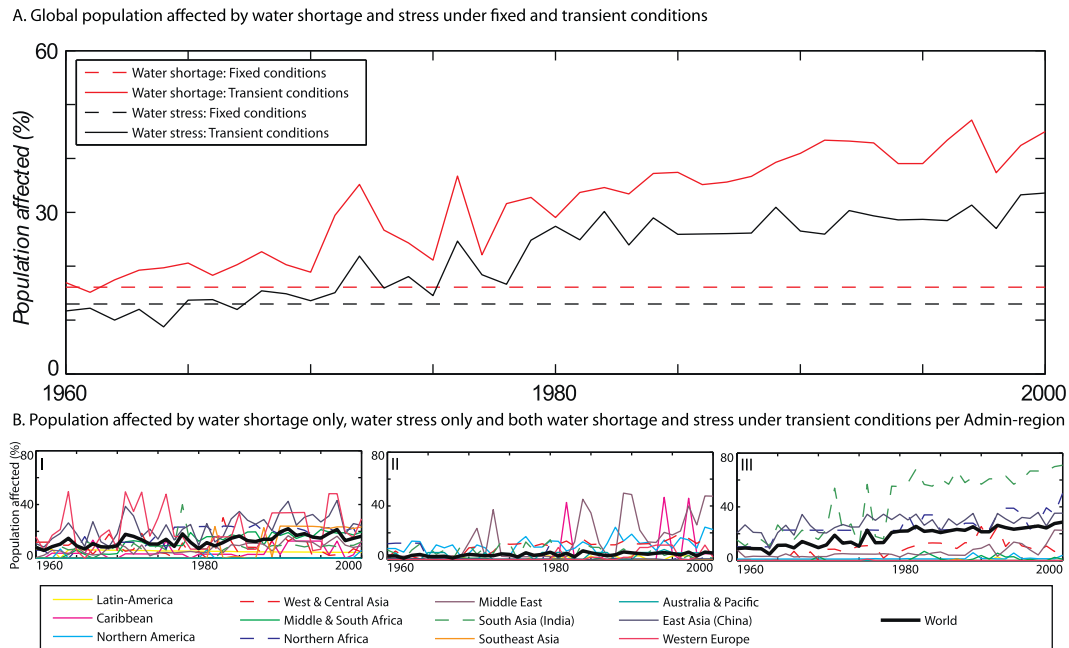 A. Global population affected by water shortage and stress under fixed and transient conditions
60
Water shortage: Fixed conditions
Water shortage: Transient conditions
Water stress: Fixed conditions
Water stress: Transient conditions
Population affected (%)
30
0
1960 1980 2000
B. Population affected by water shortage only, water stress only and both water shortage and stress under transient conditions per Admin-region
Population affected (%)
80 I 80 II 80 III
40 40 40
0 0 0
1960 1980 2000 1960 1980 2000 1960 1980 2000
Latin-America West & Central Asia Middle East Australia & Pacific
Caribbean Middle & South Africa South Asia (India) East Asia (China) World
Northern America Northern Africa Southeast Asia Western Europe